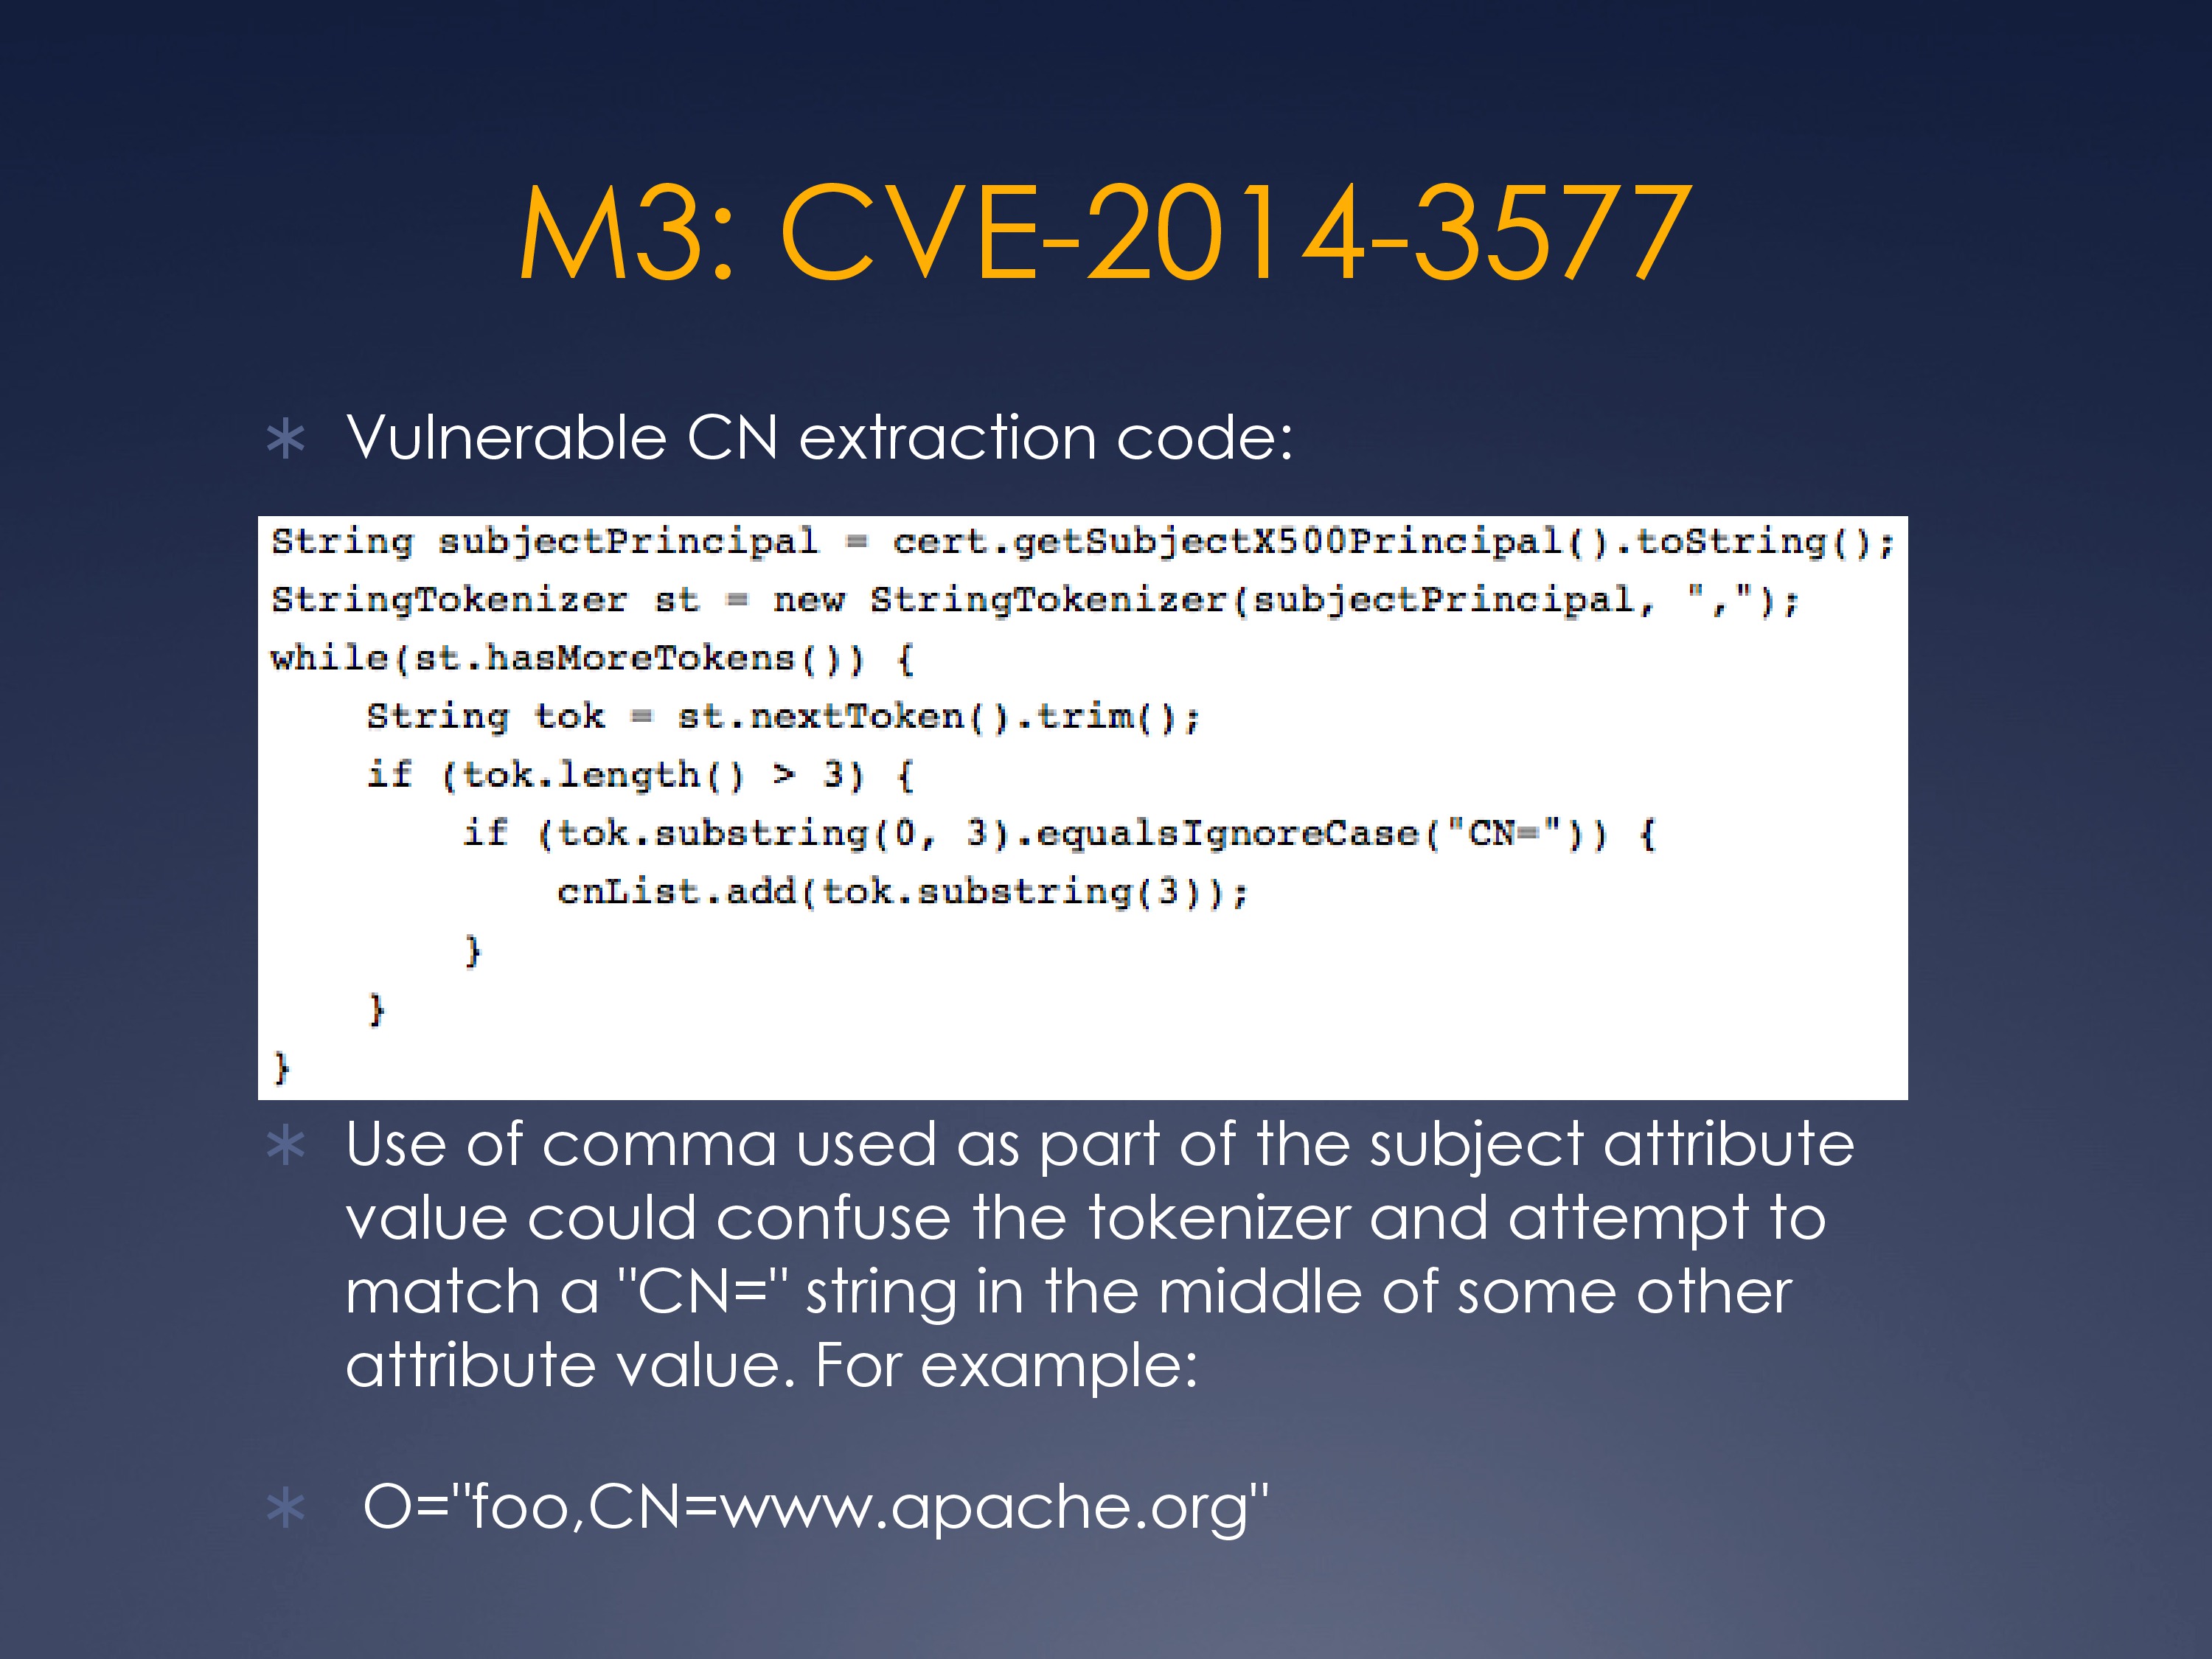 M3: CVE-2014-3577
* Vulnerable CN extraction code:
String subjectPrincipal = cert.getSubjectX500Principal().toString();
StringTokenizer st = new StringTokenizer(subjectPrincipal, ",");
while(st.hasMoreTokens()) {
    String tok = st.nextToken().trim();
    if (tok.length() > 3) {
        if (tok.substring(0, 3).equalsIgnoreCase("CN=")) {
            cnList.add(tok.substring(3));
        }
    }
}
* Use of comma used as part of the subject attribute
value could confuse the tokenizer and attempt to
match a "CN=" string in the middle of some other
attribute value. For example:
* O="foo,CN=www.apache.org"